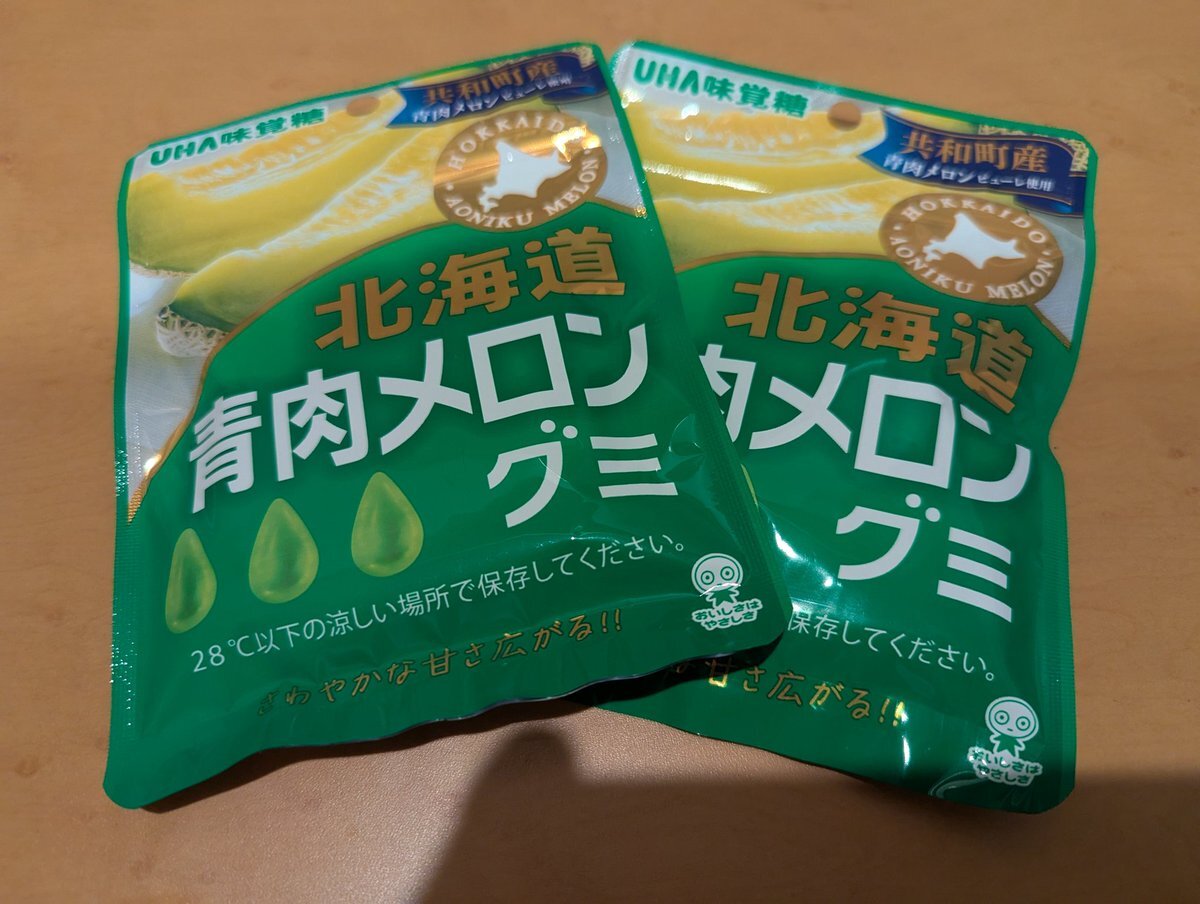 UHA味覚糖
共和町産
青肉メロンピューレ使用
HOKKAIDO
AONIKU MELON
北海道
青肉メロン
グミ
28℃以下の涼しい場所で保存してください。
さわやかな甘さ広がる!!
おいしさは
やさしさ
UHA味覚糖
共和町産
青肉メロンピューレ使用
HOKKAIDO
AONIKU MELON
北海道
肉メロン
グミ
保存してください。
甘さ広がる!!
おいしさは
やさしさ